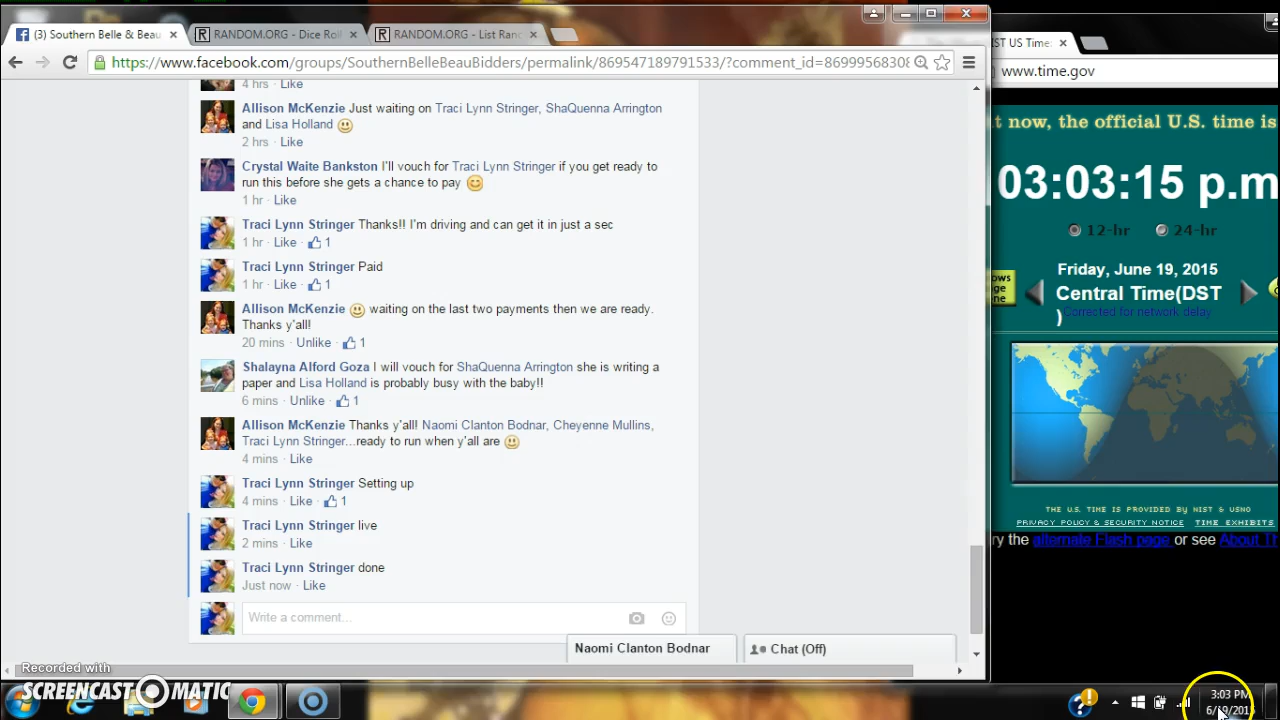 (3) Southern Belle & Beau
RANDOM.ORG - Dice Roll
RANDOM.ORG - List Ran
https://www.facebook.com/groups/SouthernBelleBeauBidders/permalink/869547189791533/?comment_id=86999568308
4 hrs · Like
Allison McKenzie Just waiting on Traci Lynn Stringer, ShaQuenna Arrington
and Lisa Holland
2 hrs · Like
Crystal Waite Bankston I'll vouch for Traci Lynn Stringer if you get ready to
run this before she gets a chance to pay
1 hr · Like
Traci Lynn Stringer Thanks!! I'm driving and can get it in just a sec
1 hr · Like · 1
Traci Lynn Stringer Paid
1 hr · Like · 1
Allison McKenzie waiting on the last two payments then we are ready.
Thanks y'all!
20 mins · Unlike · 1
Shalayna Alford Goza I will vouch for ShaQuenna Arrington she is writing a
paper and Lisa Holland is probably busy with the baby!!
6 mins · Unlike · 1
Allison McKenzie Thanks y'all! Naomi Clanton Bodnar, Cheyenne Mullins,
Traci Lynn Stringer...ready to run when y'all are
4 mins · Like
Traci Lynn Stringer Setting up
4 mins · Like · 1
Traci Lynn Stringer live
2 mins · Like
Traci Lynn Stringer done
Just now · Like
Write a comment...
Naomi Clanton Bodnar
Chat (Off)
IST US Time:
www.time.gov
t now, the official U.S. time is
03:03:15 p.m
12-hr 24-hr
Friday, June 19, 2015
Central Time(DST
)
Corrected for network delay
THE U.S. TIME IS PROVIDED BY NIST & USNO
PRIVACY POLICY & SECURITY NOTICE TIME EXHIBITS
ry the alternate Flash page or see About Th
Recorded with
SCREENCAST MATIC
3:03 PM